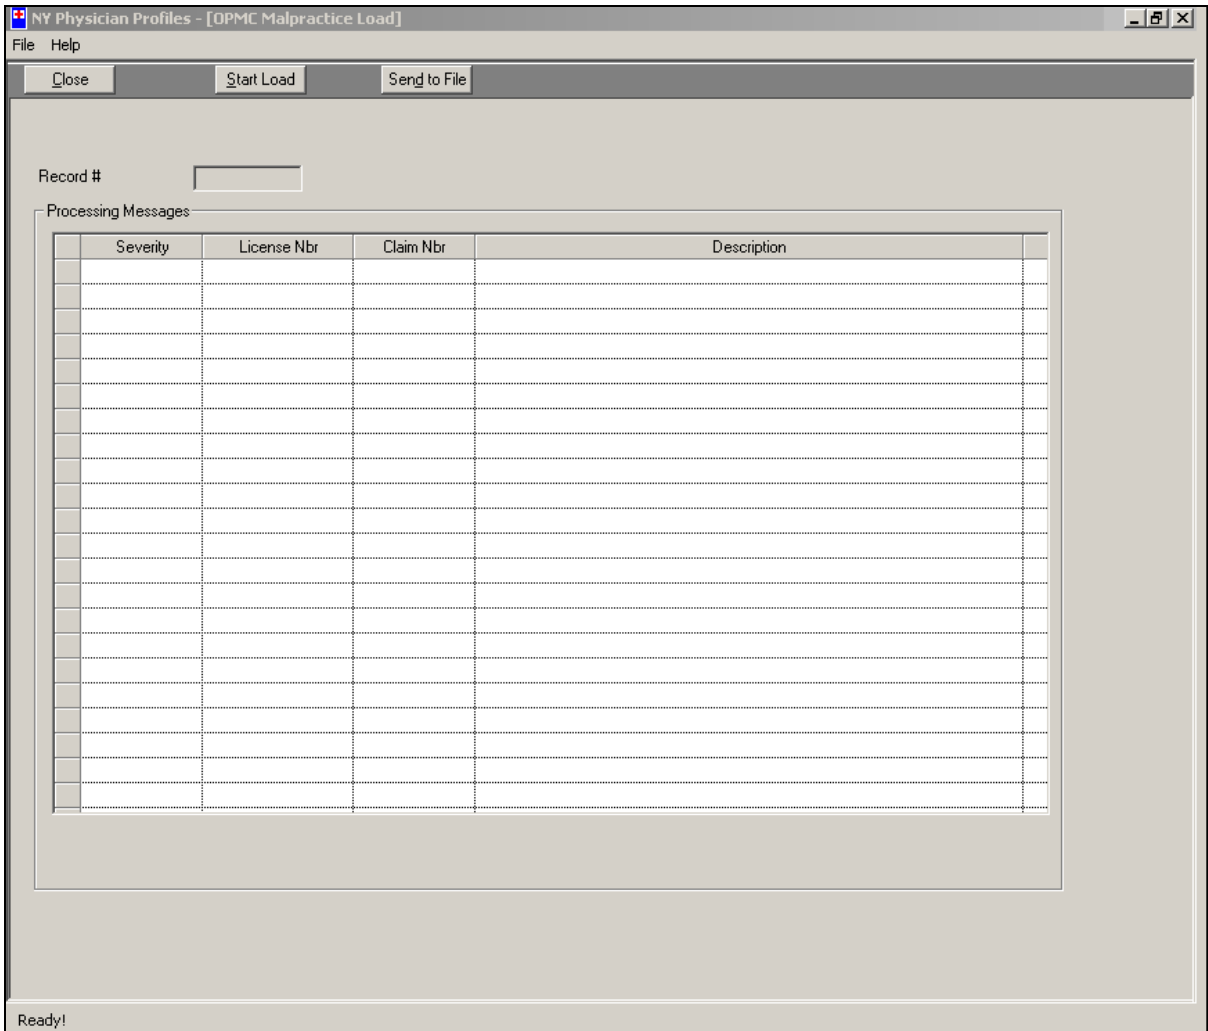 NY Physician Profiles - [OPMC Malpractice Load]
File Help
Close Start Load Send to File
Record #
Processing Messages
Severity License Nbr Claim Nbr Description
Ready!